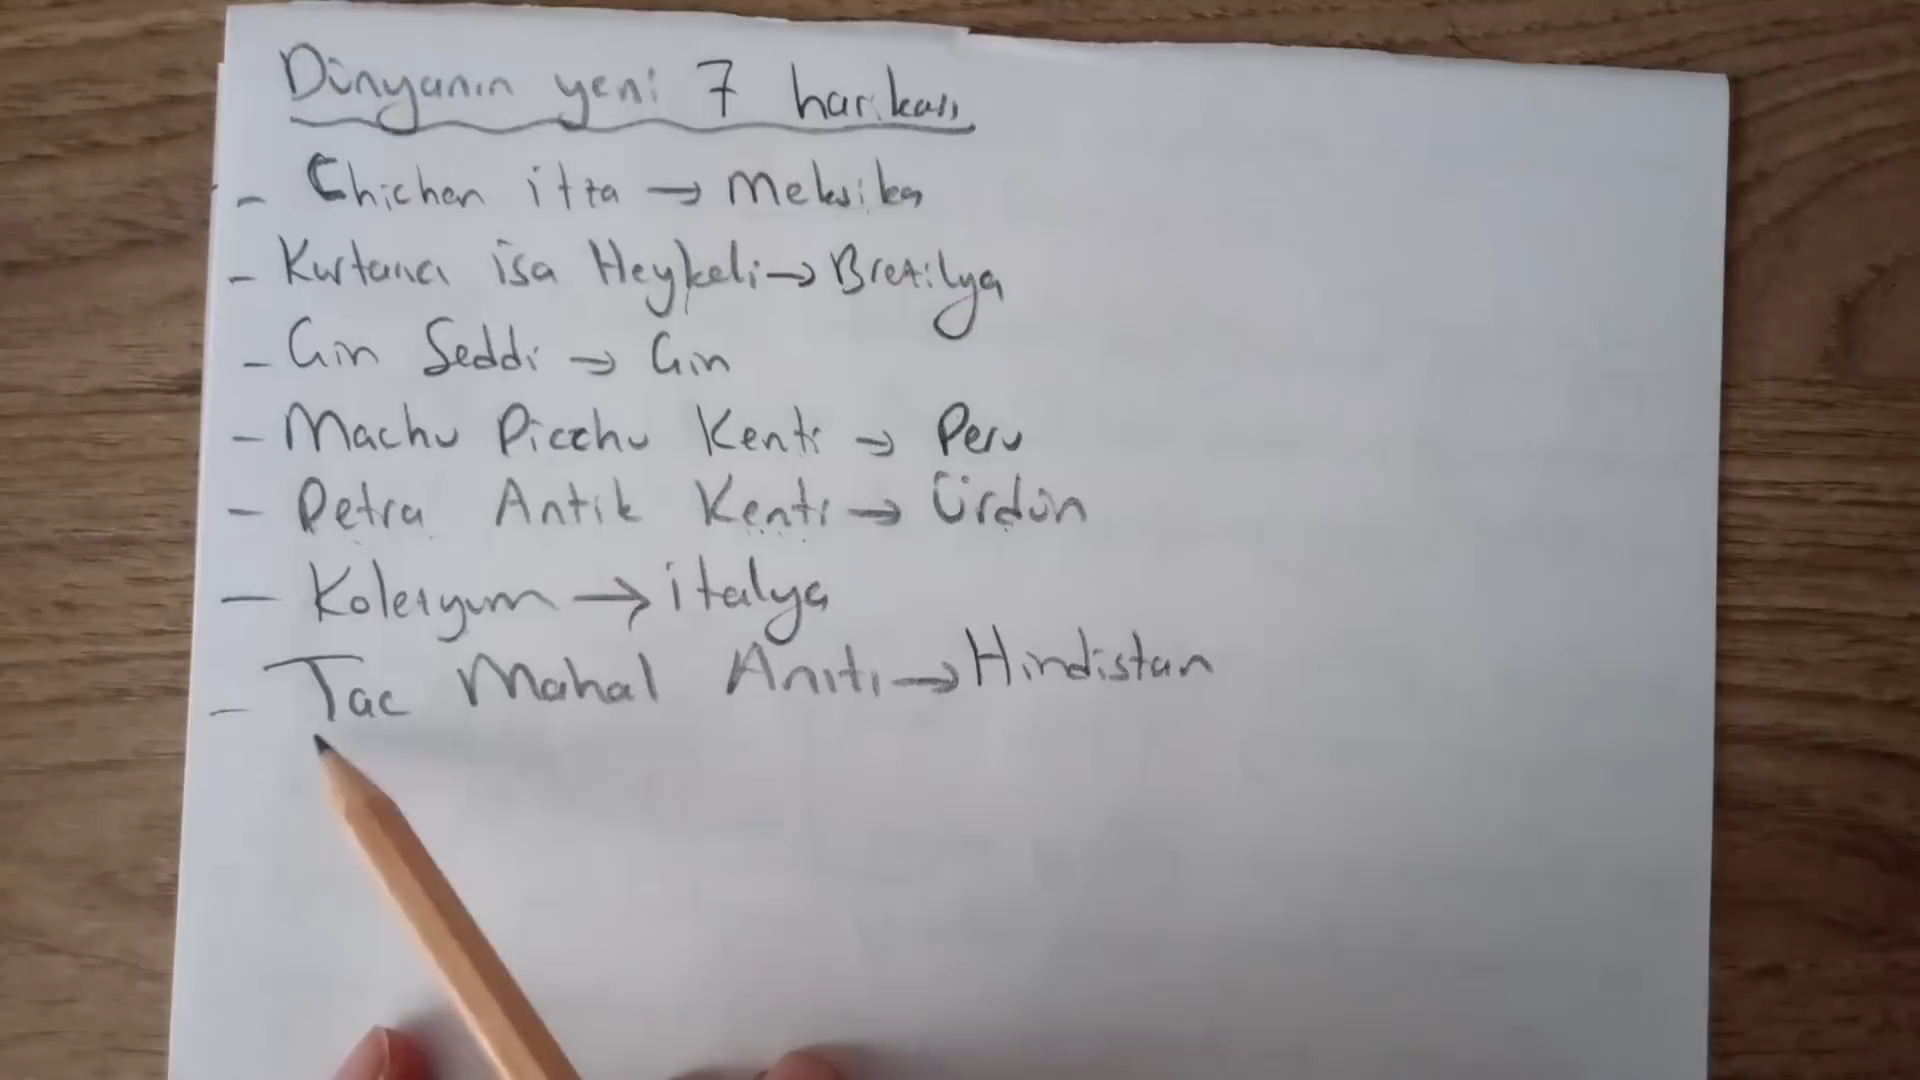 Dünyanın yeni 7 harikası
- Chichen itza → Meksika
- Kurtarıcı isa Heykeli → Brezilya
- Çin Seddi → Çin
- Machu Picchu Kenti → Peru
- Petra Antik Kenti → Ürdün
- Kolezyum → italya
- Tac Mahal Anıtı → Hindistan